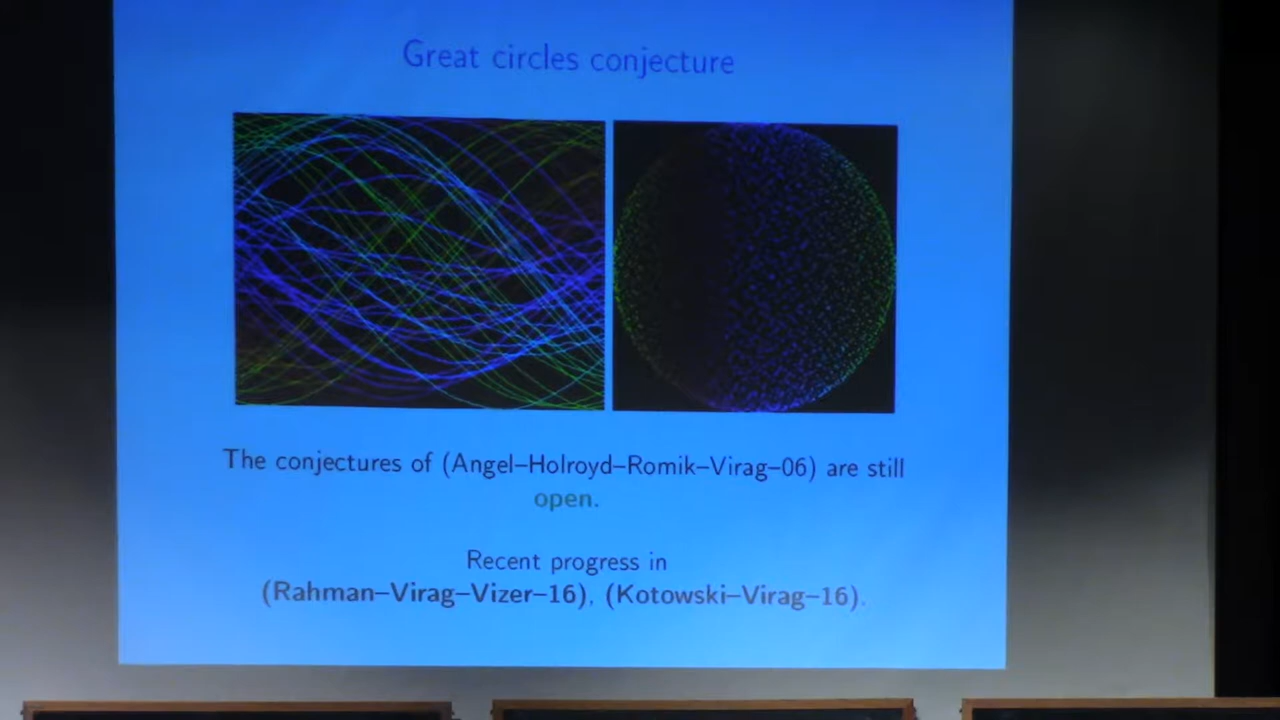 Great circles conjecture
The conjectures of (Angel–Holroyd–Romik–Virag–06) are still
open.
Recent progress in
(Rahman–Virag–Vizer–16), (Kotowski–Virag–16).